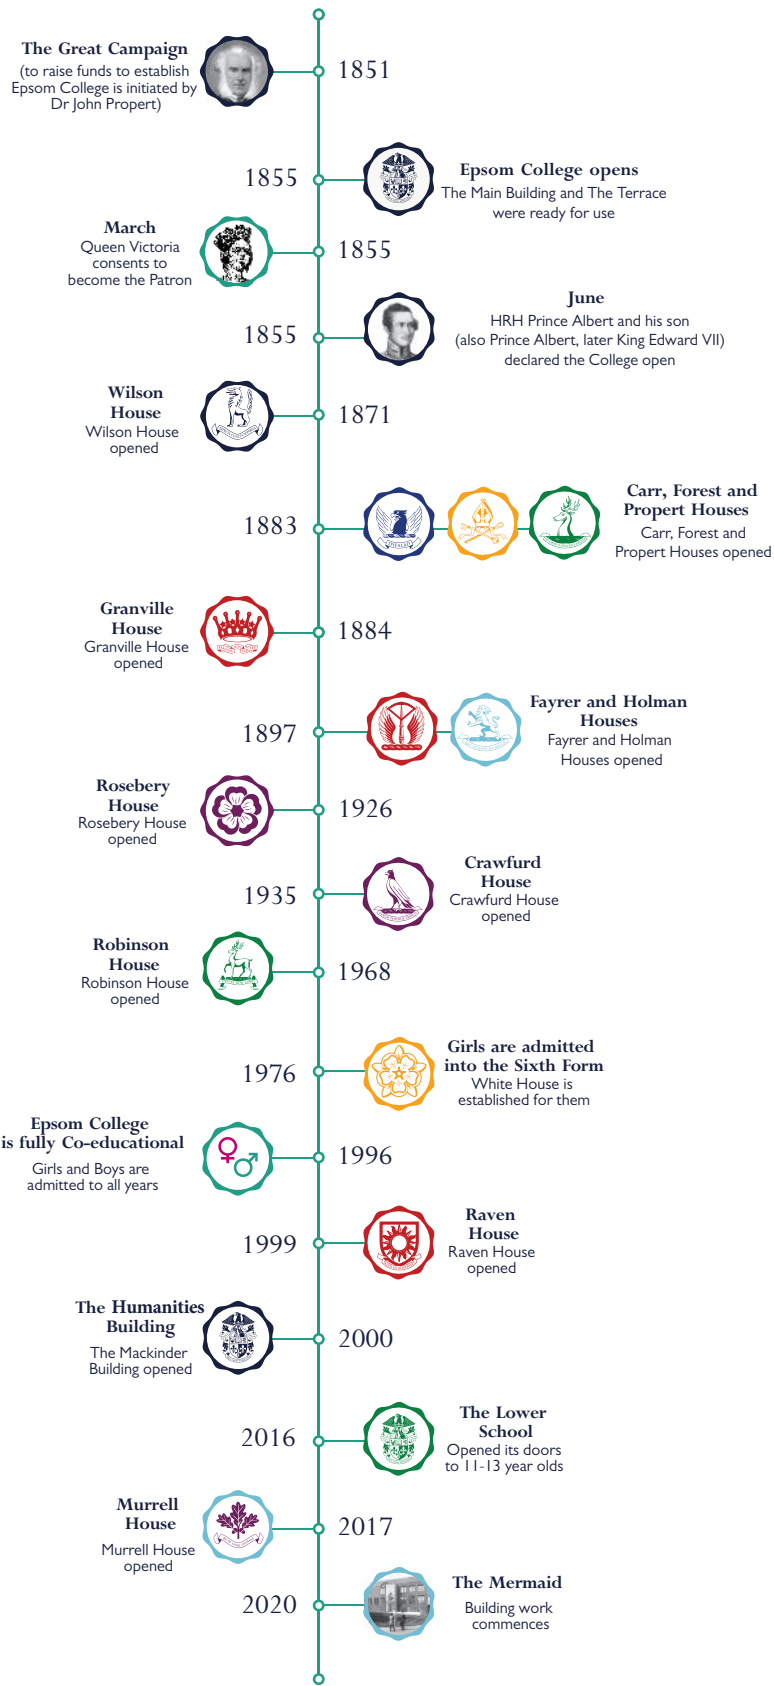 The Great Campaign
(to raise funds to establish
Epsom College is initiated by
Dr John Propert)
1851
1855
Epsom College opens
The Main Building and The Terrace
were ready for use
March
Queen Victoria
consents to
become the Patron
1855
1855
June
HRH Prince Albert and his son
(also Prince Albert, later King Edward VII)
declared the College open
Wilson
House
Wilson House
opened
1871
1883
Carr, Forest and
Propert Houses
Carr, Forest and
Propert Houses opened
Granville
House
Granville House
opened
1884
1897
Fayrer and Holman
Houses
Fayrer and Holman
Houses opened
Rosebery
House
Rosebery House
opened
1926
1935
Crawfurd
House
Crawfurd House
opened
Robinson
House
Robinson House
opened
1968
1976
Girls are admitted
into the Sixth Form
White House is
established for them
Epsom College
is fully Co-educational
Girls and Boys are
admitted to all years
1996
1999
Raven
House
Raven House
opened
The Humanities
Building
The Mackinder
Building opened
2000
2016
The Lower
School
Opened its doors
to 11-13 year olds
Murrell
House
Murrell House
opened
2017
2020
The Mermaid
Building work
commences